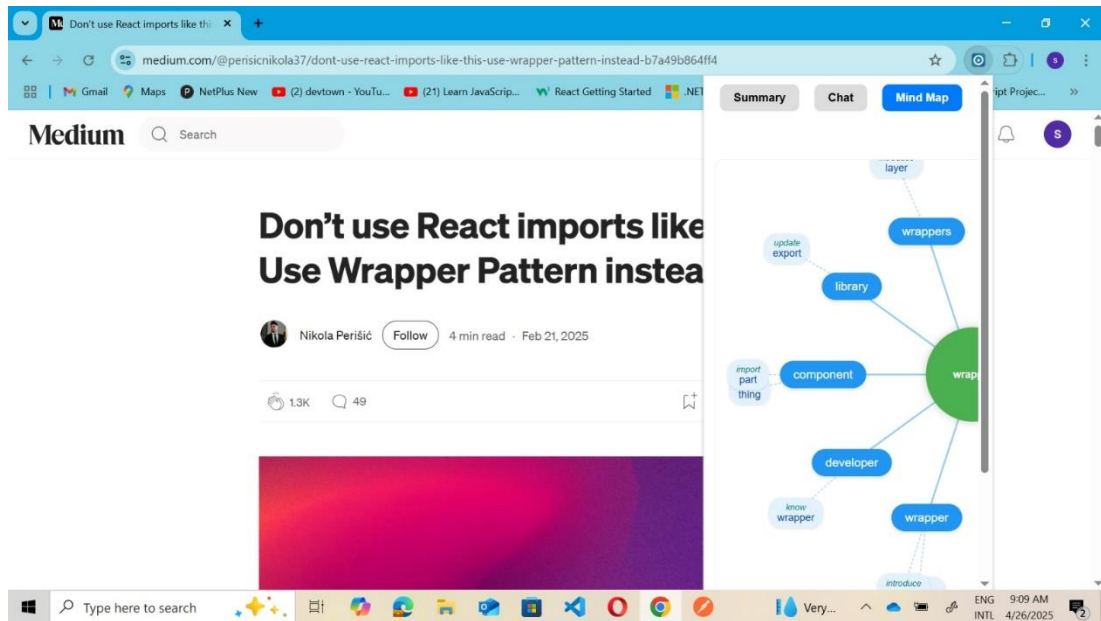 Don't use React imports like thi
medium.com/@perisicnikola37/dont-use-react-imports-like-this-use-wrapper-pattern-instead-b7a49b864ff4
S
Gmail
Maps
NetPlus New
(2) devtown - YouTu...
(21) Learn JavaScrip...
React Getting Started
.NET
ipt Projec...
Summary
Chat
Mind Map
Medium
Search
S
layer
wrappers
update
export
library
Don't use React imports like
Use Wrapper Pattern instea
Nikola Perišić
Follow
4 min read · Feb 21, 2025
import
part
thing
component
wrap
1.3K
49
developer
know
wrapper
wrapper
introduce
Type here to search
Very...
ENG
INTL
9:09 AM
4/26/2025
2